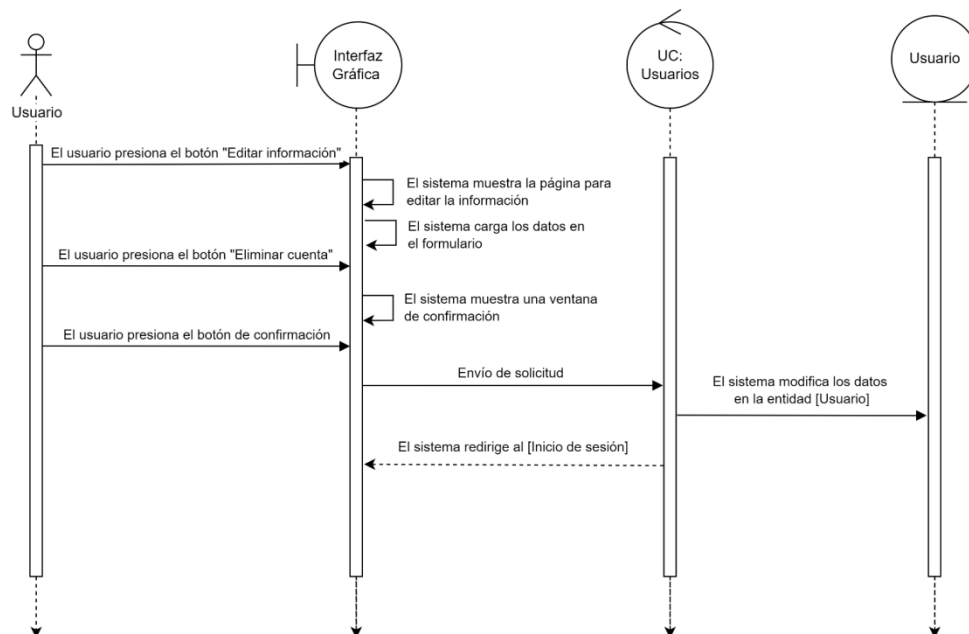 Interfaz
Gráfica
UC:
Usuarios
Usuario
Usuario
El usuario presiona el botón "Editar información"
El sistema muestra la página para
editar la información
El sistema carga los datos en
el formulario
El usuario presiona el botón "Eliminar cuenta"
El sistema muestra una ventana
de confirmación
El usuario presiona el botón de confirmación
Envío de solicitud
El sistema modifica los datos
en la entidad [Usuario]
El sistema redirige al [Inicio de sesión]